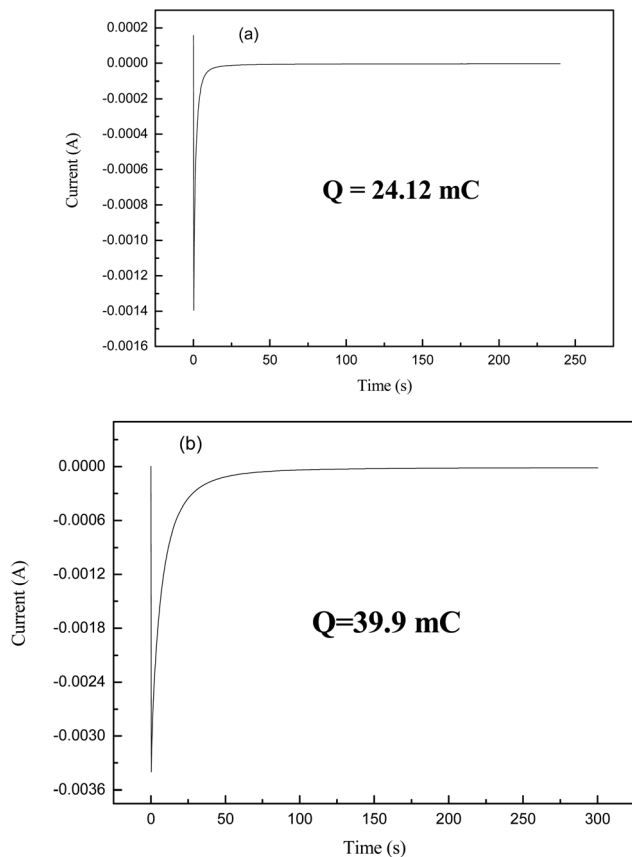 (a)
0.0002
0.0000
-0.0002
-0.0004
-0.0006
-0.0008
-0.0010
-0.0012
-0.0014
-0.0016
Current (A)
Q = 24.12 mC
0 50 100 150 200 250
Time (s)
(b)
0.0000
-0.0006
-0.0012
-0.0018
-0.0024
-0.0030
-0.0036
Current (A)
Q=39.9 mC
0 50 100 150 200 250 300
Time (s)